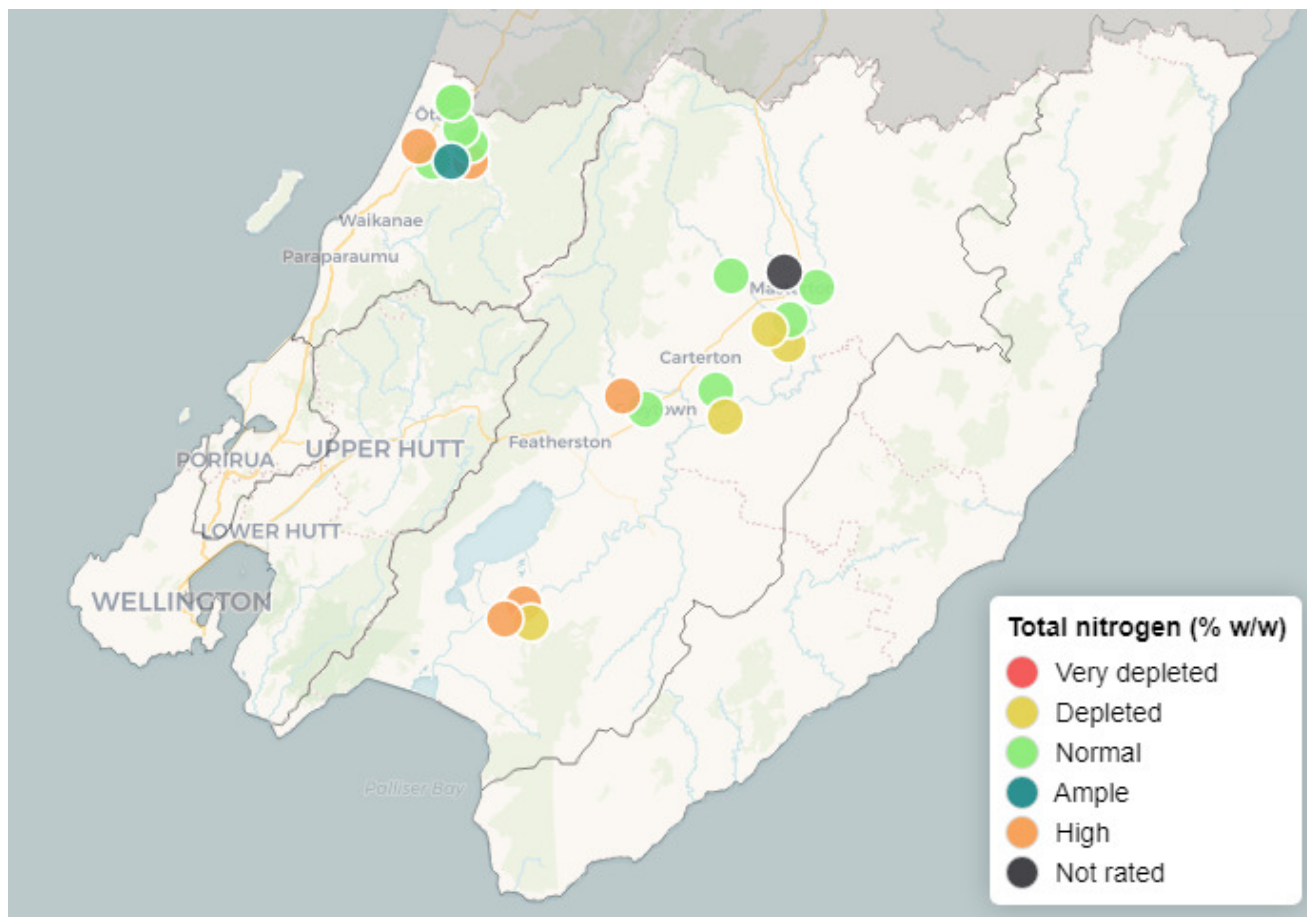 Ōt
Waikanae
Paraparaumu
Carterton
Featherston
UPPER HUTT
PORIRUA
LOWER HUTT
WELLINGTON
Palliser Bay
Total nitrogen (% w/w)
Very depleted
Depleted
Normal
Ample
High
Not rated